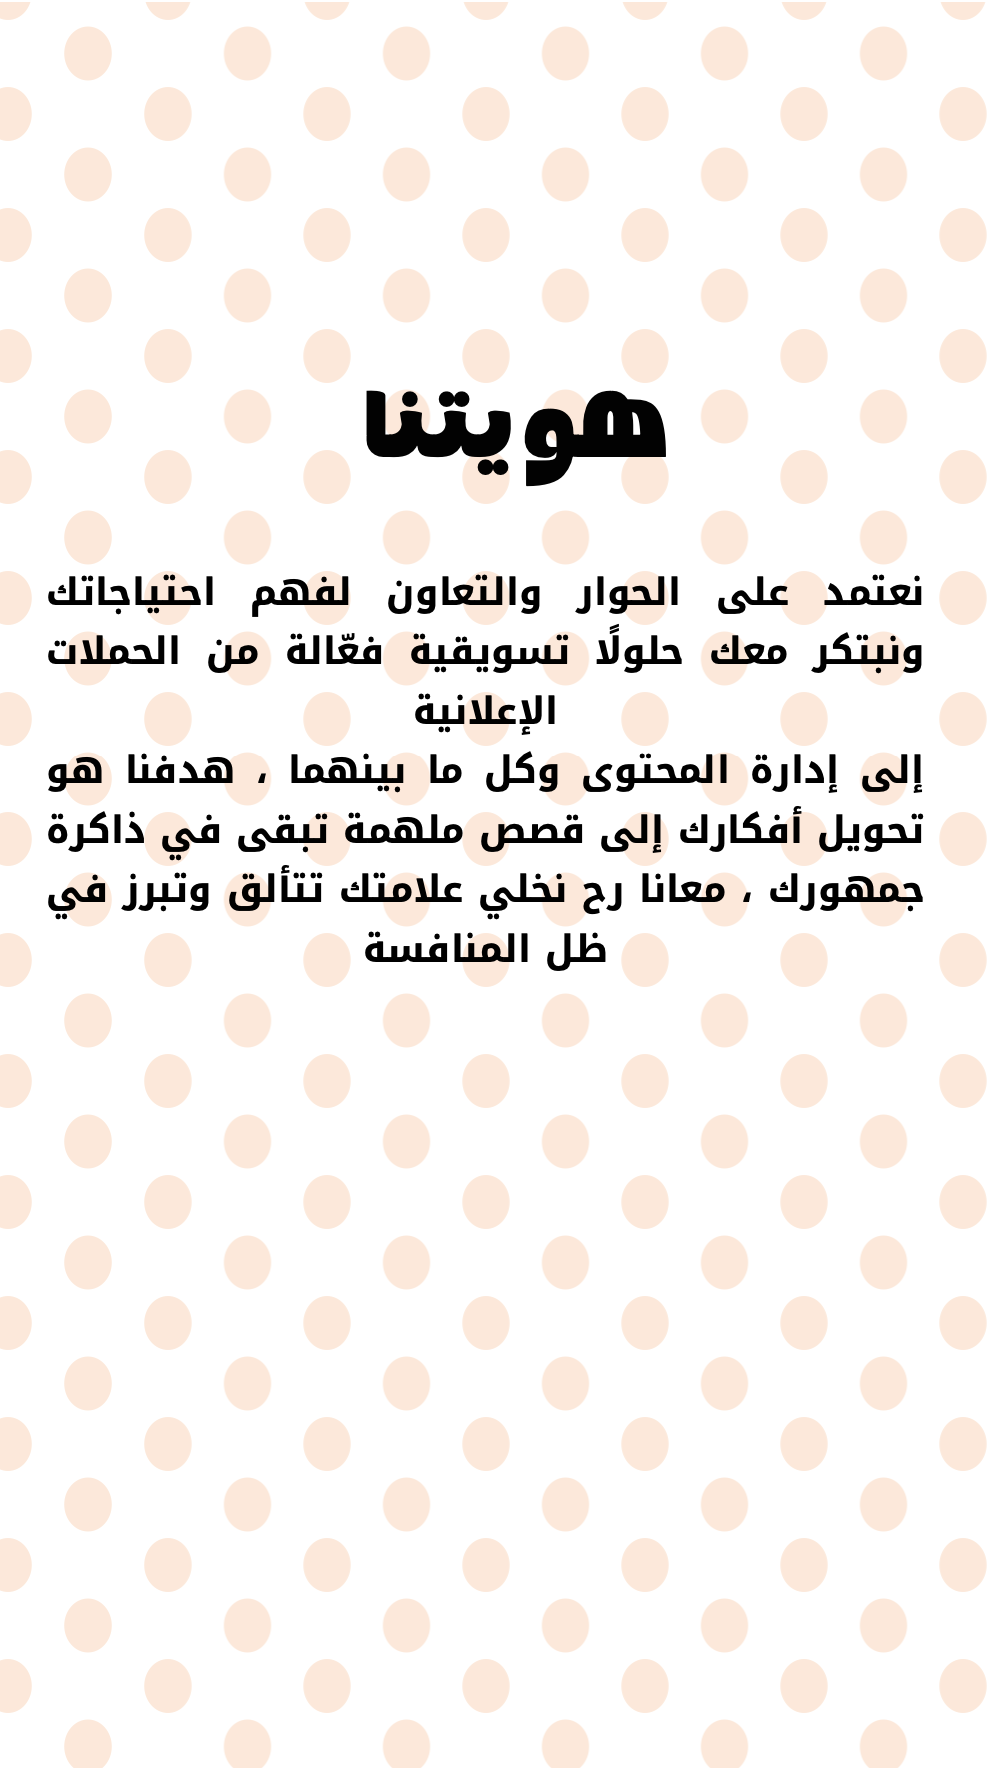 هويتنا
نعتمد على الحوار والتعاون لفهم احتياجاتك
ونبتكر معك حلولًا تسويقية فعّالة من الحملات
الإعلانية
إلى إدارة المحتوى وكل ما بينهما ، هدفنا هو
تحويل أفكارك إلى قصص ملهمة تبقى في ذاكرة
جمهورك ، معانا رح نخلي علامتك تتألق وتبرز في
ظل المنافسة